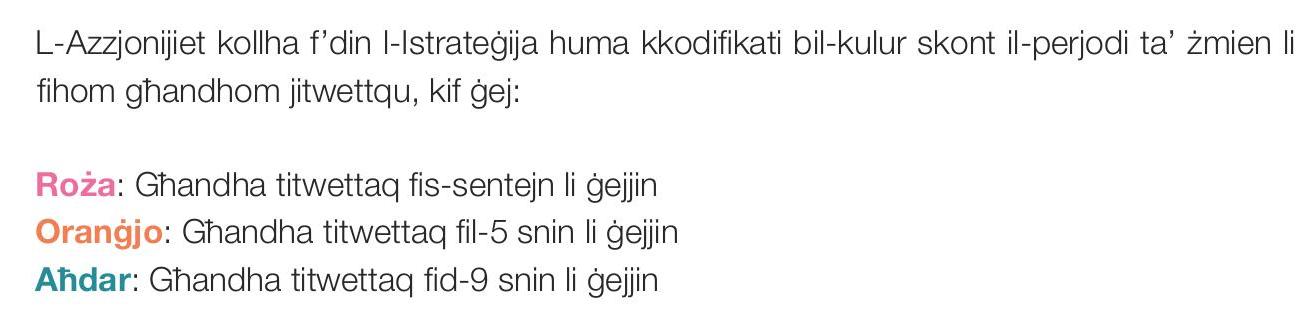 L-Azzjonijiet kollha f’din l-Istrateġija huma kkodifikati bil-kulur skont il-perjodi ta’ żmien li
fihom għandhom jitwettqu, kif ġej:
Roża: Għandha titwettaq fis-sentejn li ġejjin
Oranġjo: Għandha titwettaq fil-5 snin li ġejjin
Aħdar: Għandha titwettaq fid-9 snin li ġejjin